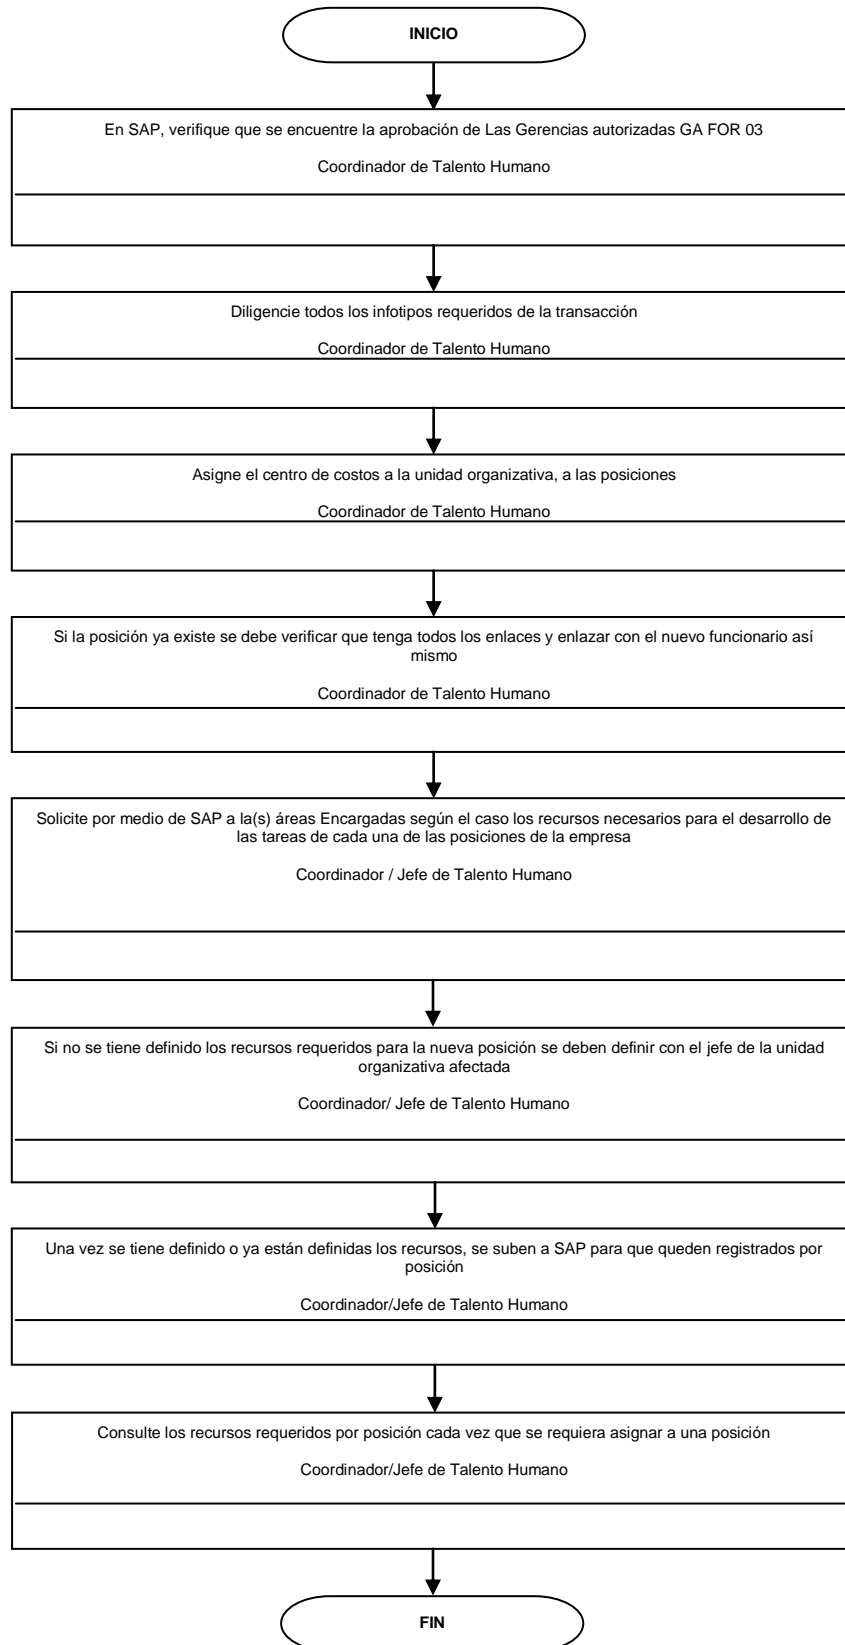 INICIO
En SAP, verifique que se encuentre la aprobación de Las Gerencias autorizadas GA FOR 03
Coordinador de Talento Humano
Diligencie todos los infotipos requeridos de la transacción
Coordinador de Talento Humano
Asigne el centro de costos a la unidad organizativa, a las posiciones
Coordinador de Talento Humano
Si la posición ya existe se debe verificar que tenga todos los enlaces y enlazar con el nuevo funcionario así
mismo
Coordinador de Talento Humano
Solicite por medio de SAP a la(s) áreas Encargadas según el caso los recursos necesarios para el desarrollo de
las tareas de cada una de las posiciones de la empresa
Coordinador / Jefe de Talento Humano
Si no se tiene definido los recursos requeridos para la nueva posición se deben definir con el jefe de la unidad
organizativa afectada
Coordinador/ Jefe de Talento Humano
Una vez se tiene definido o ya están definidas los recursos, se suben a SAP para que queden registrados por
posición
Coordinador/Jefe de Talento Humano
Consulte los recursos requeridos por posición cada vez que se requiera asignar a una posición
Coordinador/Jefe de Talento Humano
FIN